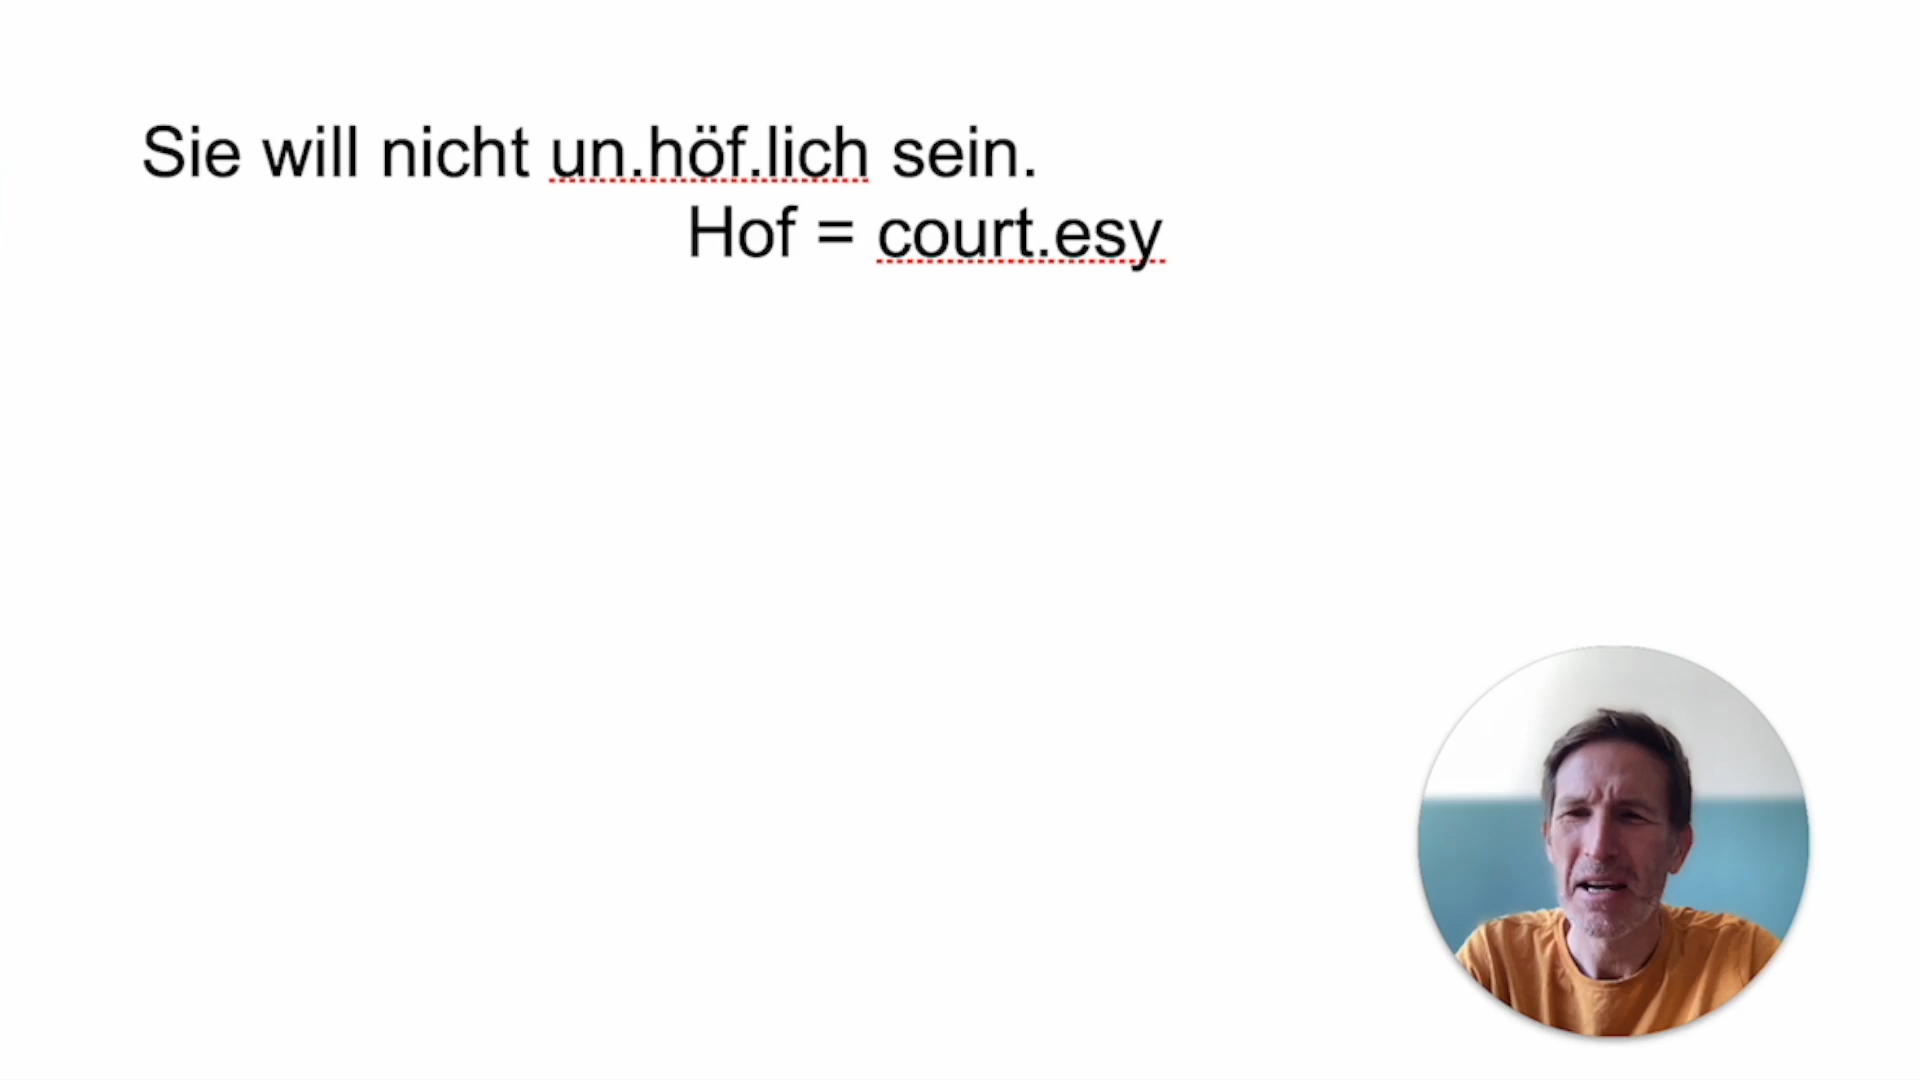 Sie will nicht un.höf.lich sein.
Hof = court.esy